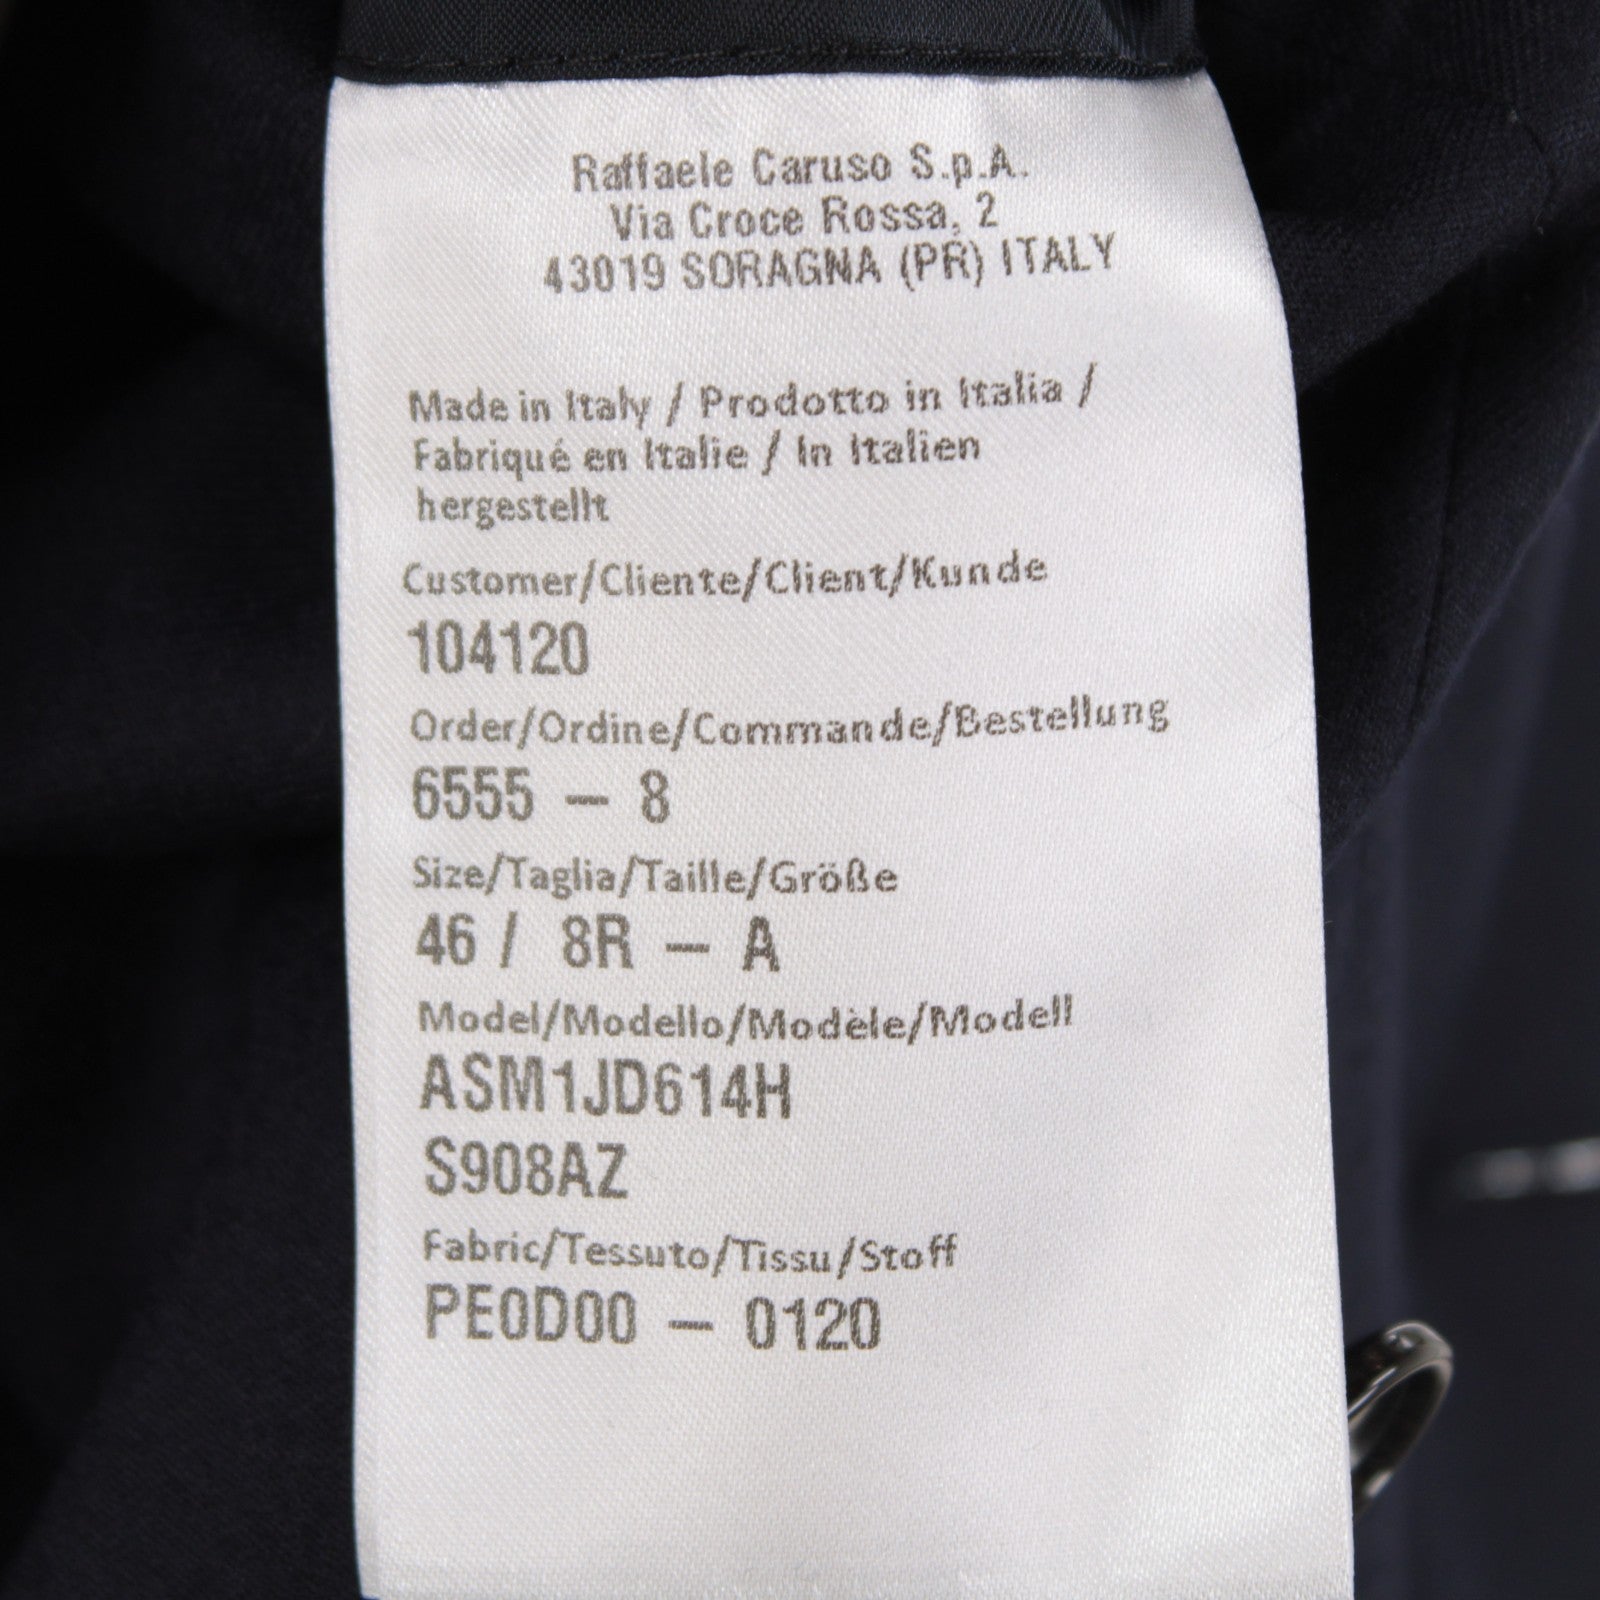 Raffaele Caruso S.p.A.
Via Croce Rossa, 2
43019 SORAGNA (PR) ITALY
Made in Italy / Prodotto in Italia /
Fabriqué en Italie / In Italien
hergestellt
Customer/Cliente/Client/Kunde
104120
Order/Ordine/Commande/Bestellung
6555 – 8
Size/Taglia/Taille/Größe
46 / 8R – A
Model/Modello/Modèle/Modell
ASM1JD614H
S908AZ
Fabric/Tessuto/Tissu/Stoff
PE0D00 – 0120